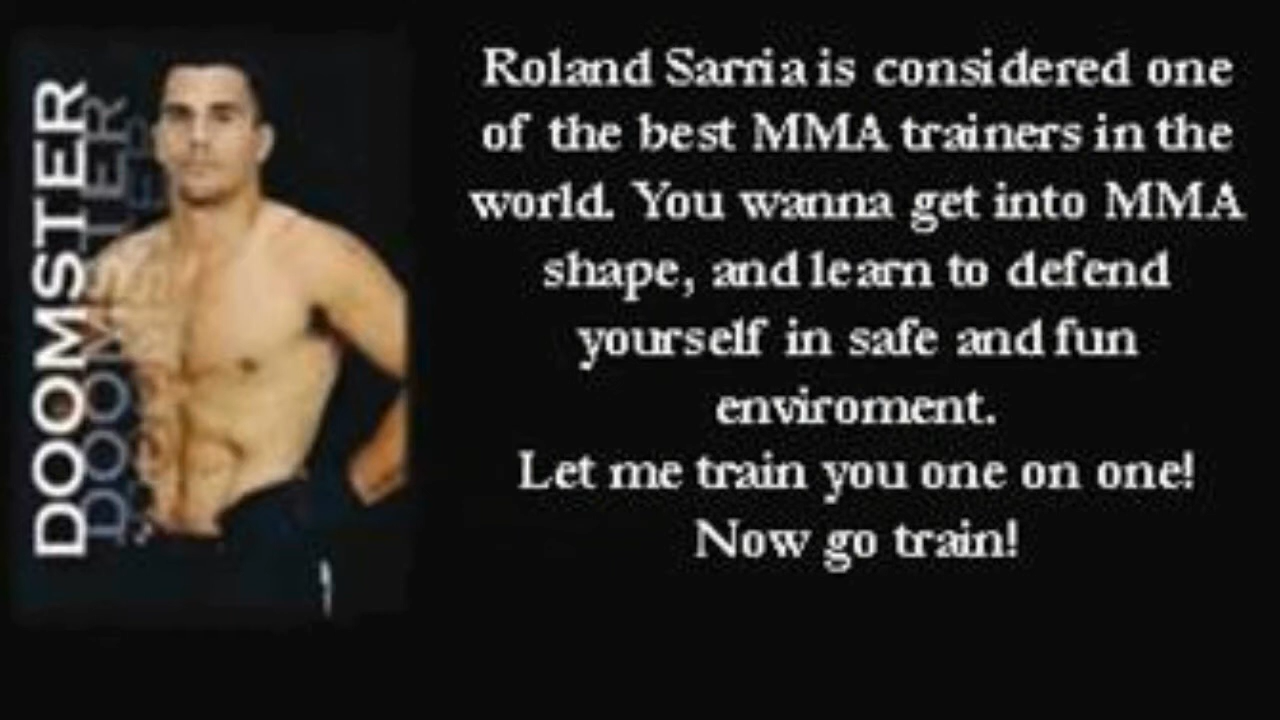 DOOMSTER
DOOMSTER
Roland Sarria is considered one
of the best MMA trainers in the
world. You wanna get into MMA
shape, and learn to defend
yourself in safe and fun
enviroment.
Let me train you one on one!
Now go train!